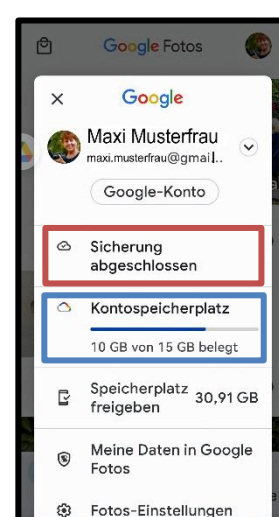 Google Fotos
Google
Maxi Musterfrau
maxi.musterfrau@gmail..
Google-Konto
Sicherung
abgeschlossen
Kontospeicherplatz
10 GB von 15 GB belegt
Speicherplatz
freigeben
30,91 GB
Meine Daten in Google
Fotos
Fotos-Einstellungen